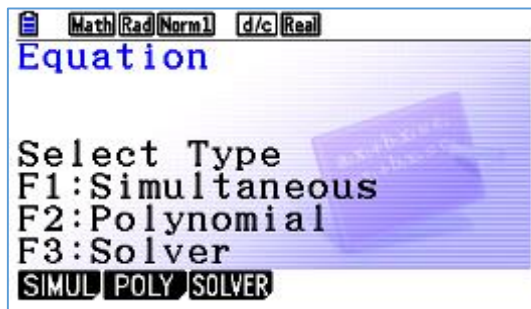 Math Rad Norm1 d/c Real
Equation
Select Type
F1:Simultaneous
F2:Polynomial
F3:Solver
SIMUL POLY SOLVER